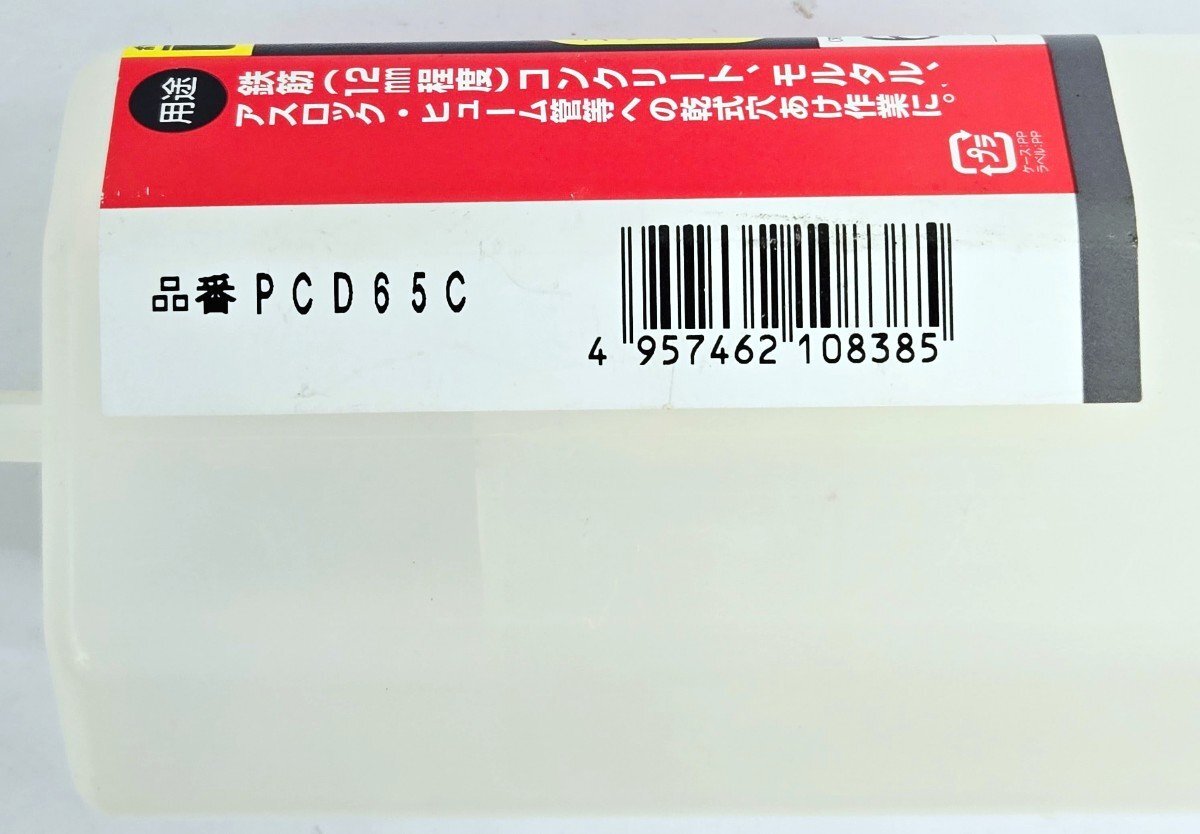 用途
鉄筋(12mm程度)コンクリート、モルタル、
アスロック・ヒューム管等への乾式穴あけ作業に。
プラ
ケース:PP
ラベル:PP
品番PCD65C
4 957462 108385